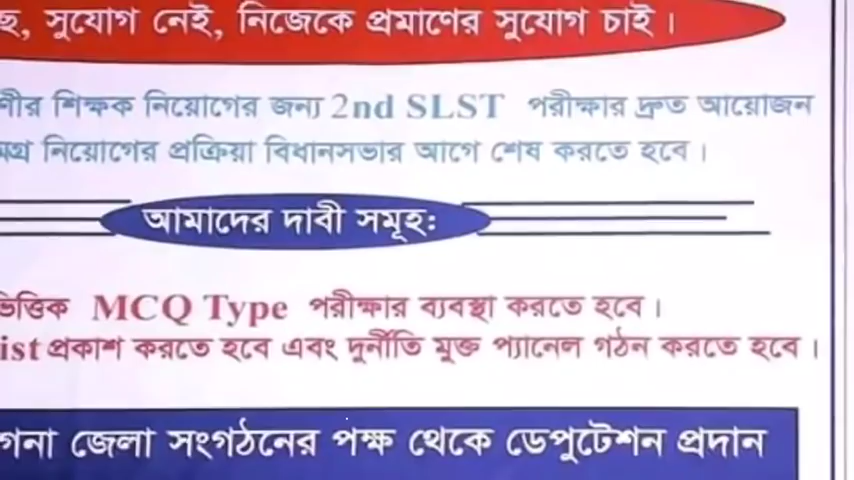 সুযোগ নেই, নিজেকে প্রমাণের সুযোগ চাই।
শিক্ষক নিয়োগের জন্য 2nd SLST পরীক্ষার দ্রুত আয়োজন
নিয়োগের প্রক্রিয়া বিধানসভার আগে শেষ করতে হবে।
আমাদের দাবী সমূহঃ
ভিত্তিক MCQ Type পরীক্ষার ব্যবস্থা করতে হবে।
ist প্রকাশ করতে হবে এবং দুর্নীতি মুক্ত প্যানেল গঠন করতে হবে।
গনা জেলা সংগঠনের পক্ষ থেকে ডেপুটেশন প্রদান